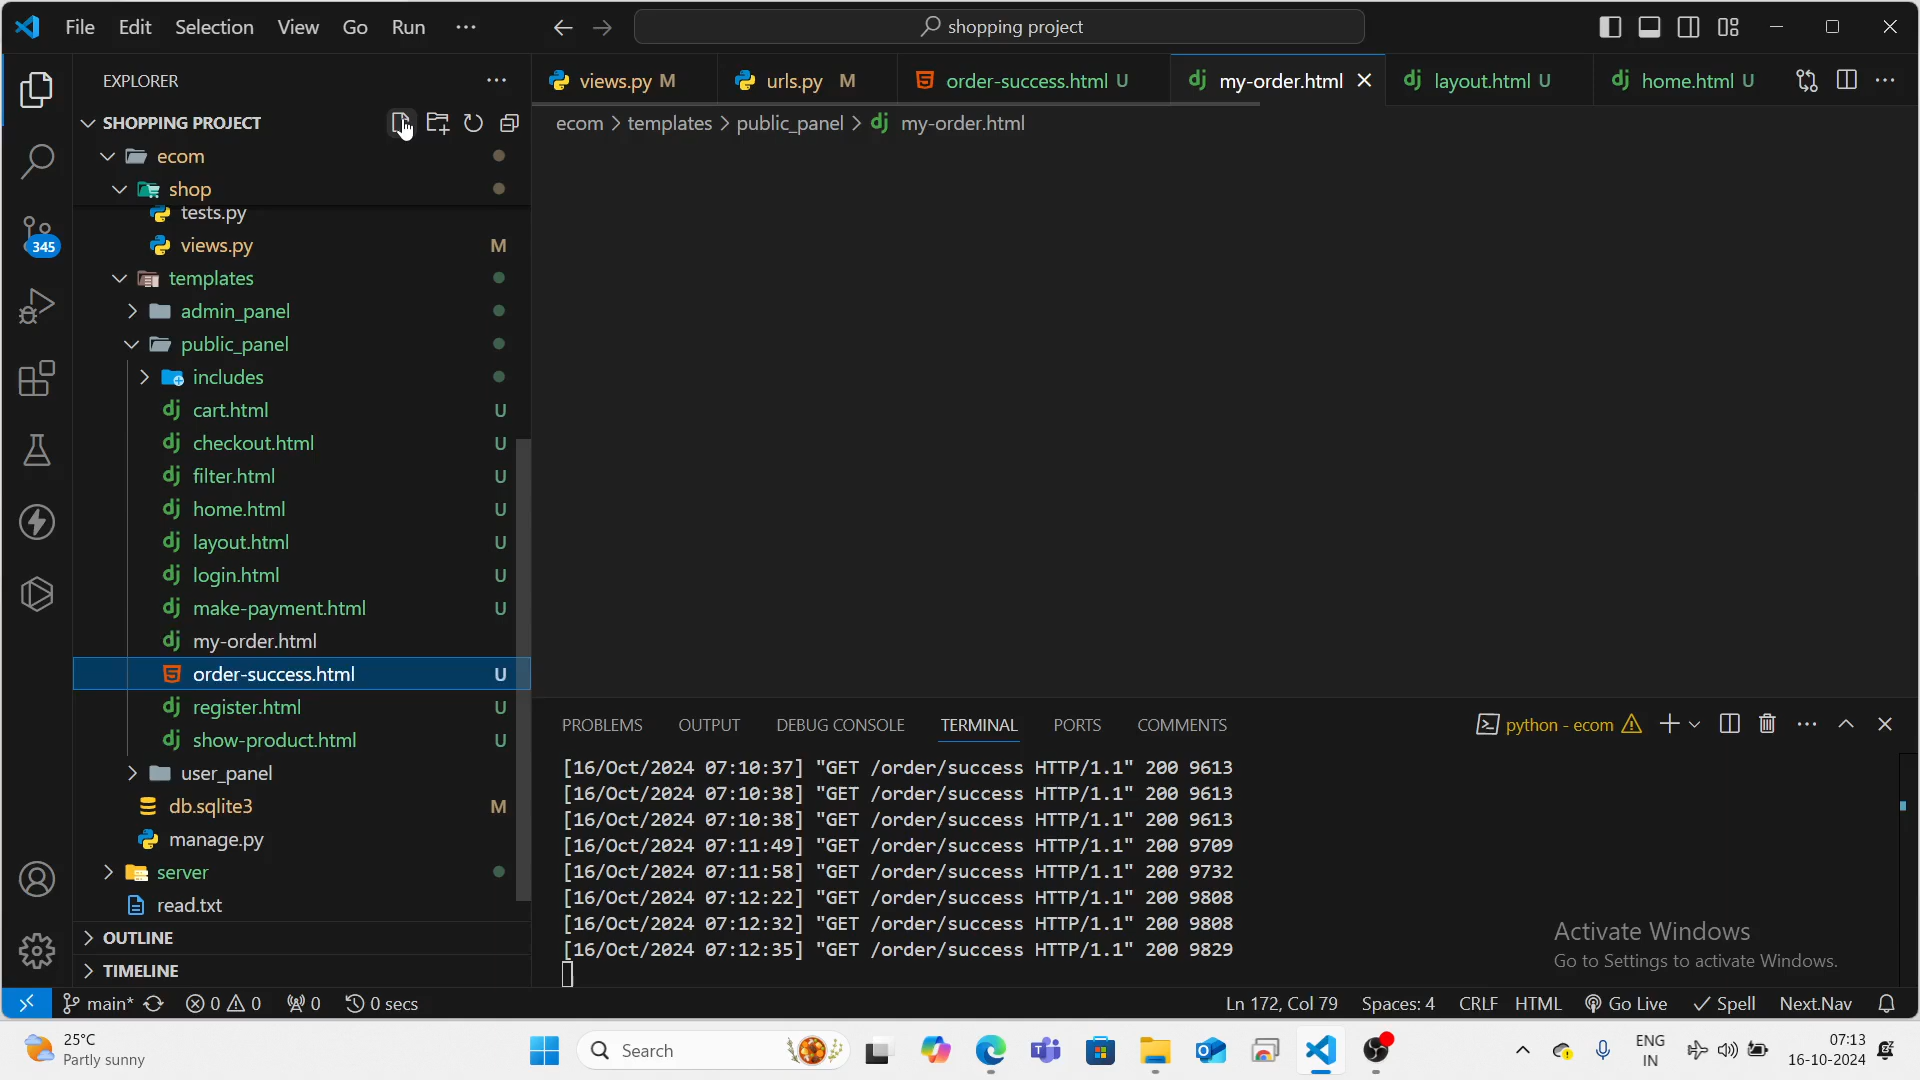 File Edit Selection View Go Run ···
shopping project
EXPLORER
SHOPPING PROJECT
ecom
shop
tests.py
views.py M
templates
admin_panel
public_panel
includes
cart.html U
checkout.html U
filter.html U
home.html U
layout.html U
login.html U
make-payment.html U
my-order.html
order-success.html U
register.html U
show-product.html U
user_panel
db.sqlite3 M
manage.py
server
read.txt
OUTLINE
TIMELINE
345
views.py M urls.py M order-success.html U my-order.html layout.html U home.html U
ecom > templates > public_panel > my-order.html
PROBLEMS OUTPUT DEBUG CONSOLE TERMINAL PORTS COMMENTS
python - ecom
[16/Oct/2024 07:10:37] "GET /order/success HTTP/1.1" 200 9613
[16/Oct/2024 07:10:38] "GET /order/success HTTP/1.1" 200 9613
[16/Oct/2024 07:10:38] "GET /order/success HTTP/1.1" 200 9613
[16/Oct/2024 07:11:49] "GET /order/success HTTP/1.1" 200 9709
[16/Oct/2024 07:11:58] "GET /order/success HTTP/1.1" 200 9732
[16/Oct/2024 07:12:22] "GET /order/success HTTP/1.1" 200 9808
[16/Oct/2024 07:12:32] "GET /order/success HTTP/1.1" 200 9808
[16/Oct/2024 07:12:35] "GET /order/success HTTP/1.1" 200 9829
Activate Windows
Go to Settings to activate Windows.
main* 0 0 0 0 secs
Ln 172, Col 79 Spaces: 4 CRLF HTML Go Live Spell Next.Nav
25°C
Partly sunny
Search
ENG
IN
07:13
16-10-2024